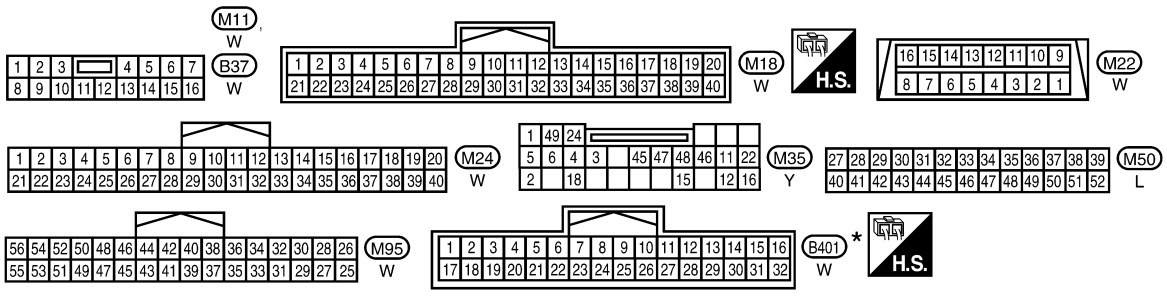 M11 ,
W
1 2 3 4 5 6 7
8 9 10 11 12 13 14 15 16
B37
W
1 2 3 4 5 6 7 8 9 10 11 12 13 14 15 16 17 18 19 20
21 22 23 24 25 26 27 28 29 30 31 32 33 34 35 36 37 38 39 40
M18
W
H.S.
16 15 14 13 12 11 10 9
8 7 6 5 4 3 2 1
M22
W
1 2 3 4 5 6 7 8 9 10 11 12 13 14 15 16 17 18 19 20
21 22 23 24 25 26 27 28 29 30 31 32 33 34 35 36 37 38 39 40
M24
W
1 49 24
5 6 4 3 45 47 48 46 11 22
2 18 15 12 16
M35
Y
27 28 29 30 31 32 33 34 35 36 37 38 39
40 41 42 43 44 45 46 47 48 49 50 51 52
M50
L
56 54 52 50 48 46 44 42 40 38 36 34 32 30 28 26
55 53 51 49 47 45 43 41 39 37 35 33 31 29 27 25
M95
W
1 2 3 4 5 6 7 8 9 10 11 12 13 14 15 16
17 18 19 20 21 22 23 24 25 26 27 28 29 30 31 32
B401 *
W
H.S.